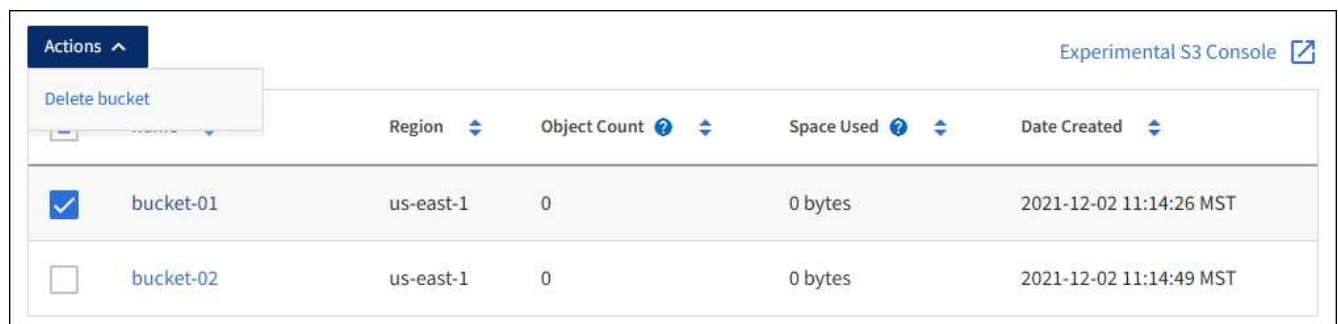 Actions
Experimental S3 Console
Delete bucket
Region Object Count ? Space Used ? Date Created
bucket-01 us-east-1 0 0 bytes 2021-12-02 11:14:26 MST
bucket-02 us-east-1 0 0 bytes 2021-12-02 11:14:49 MST